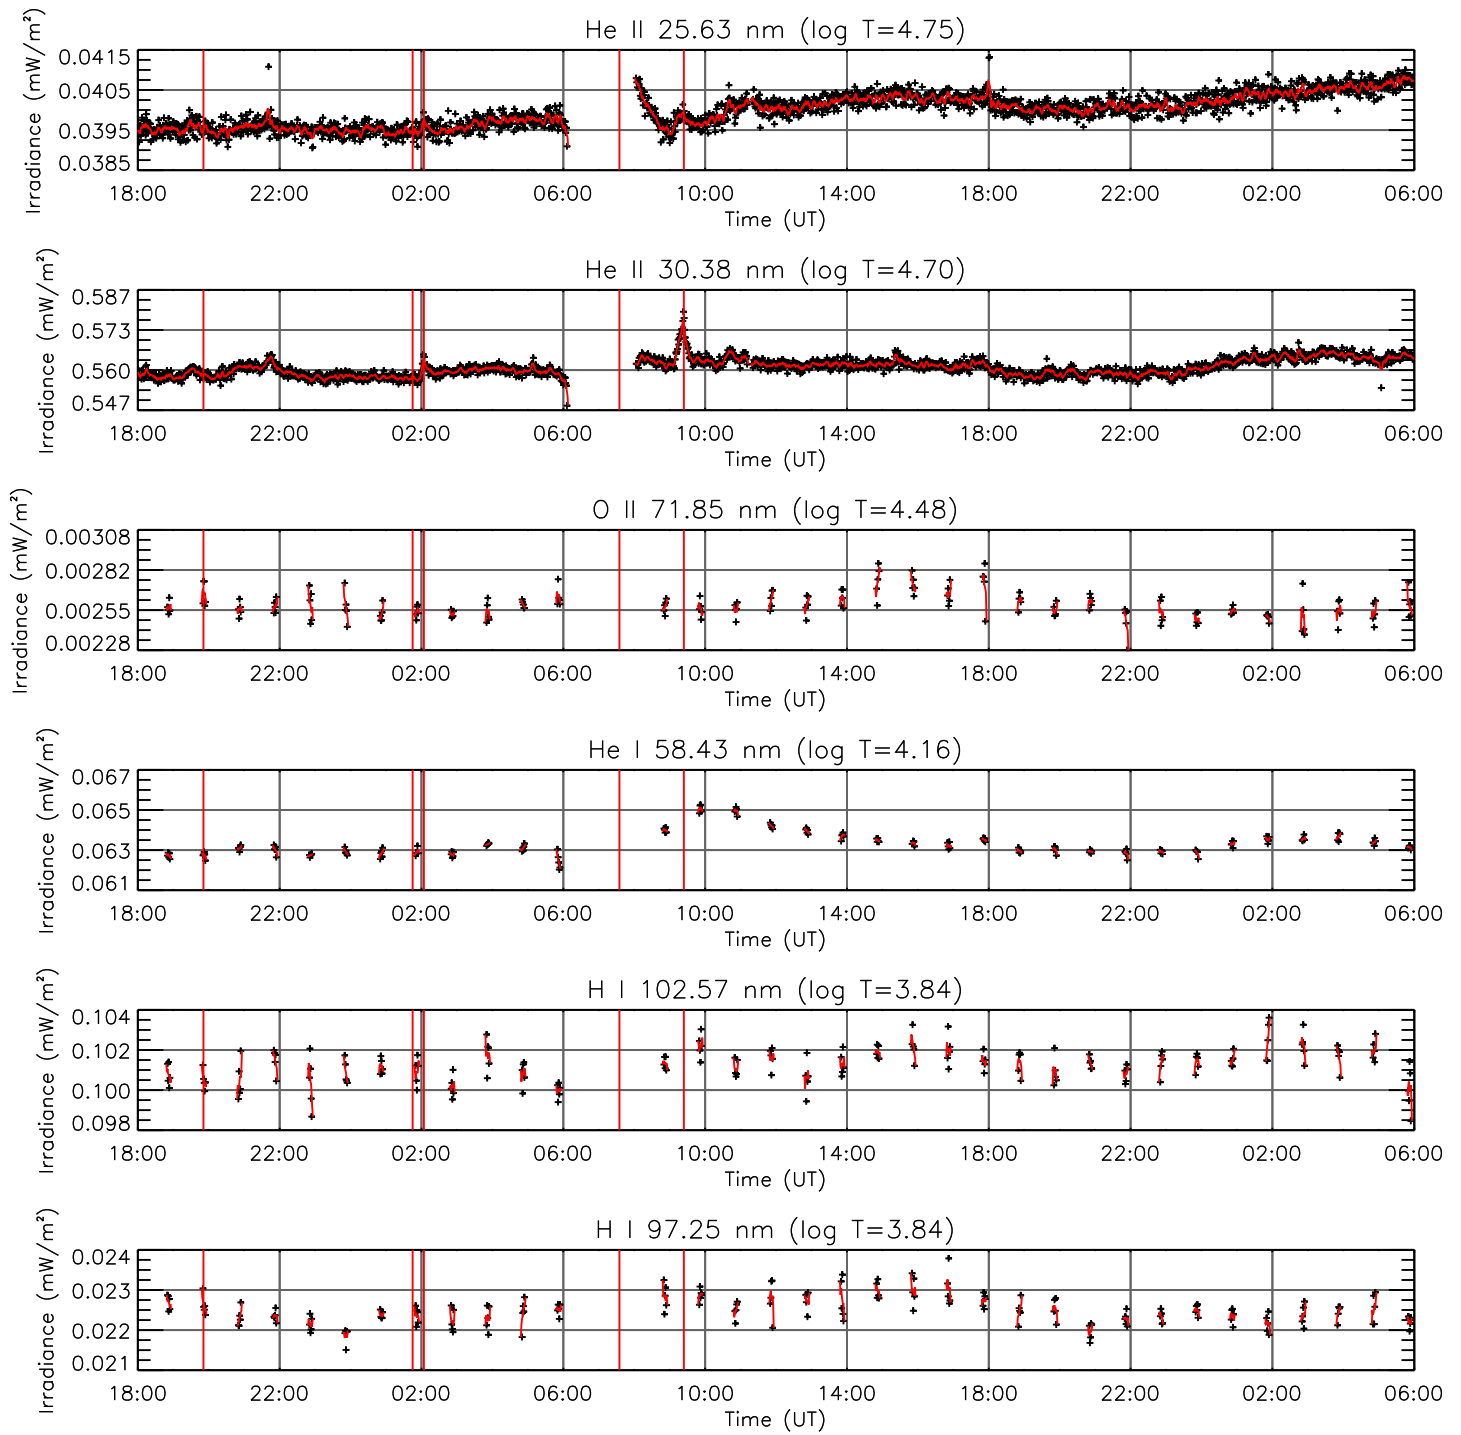 He II 25.63 nm (log T=4.75)
Irradiance (mW/m²)
0.0415
0.0405
0.0395
0.0385
18:00 22:00 02:00 06:00 10:00 14:00 18:00 22:00 02:00 06:00
Time (UT)
He II 30.38 nm (log T=4.70)
Irradiance (mW/m²)
0.587
0.573
0.560
0.547
18:00 22:00 02:00 06:00 10:00 14:00 18:00 22:00 02:00 06:00
Time (UT)
O II 71.85 nm (log T=4.48)
Irradiance (mW/m²)
0.00308
0.00282
0.00255
0.00228
18:00 22:00 02:00 06:00 10:00 14:00 18:00 22:00 02:00 06:00
Time (UT)
He I 58.43 nm (log T=4.16)
Irradiance (mW/m²)
0.067
0.065
0.063
0.061
18:00 22:00 02:00 06:00 10:00 14:00 18:00 22:00 02:00 06:00
Time (UT)
H I 102.57 nm (log T=3.84)
Irradiance (mW/m²)
0.104
0.102
0.100
0.098
18:00 22:00 02:00 06:00 10:00 14:00 18:00 22:00 02:00 06:00
Time (UT)
H I 97.25 nm (log T=3.84)
Irradiance (mW/m²)
0.024
0.023
0.022
0.021
18:00 22:00 02:00 06:00 10:00 14:00 18:00 22:00 02:00 06:00
Time (UT)